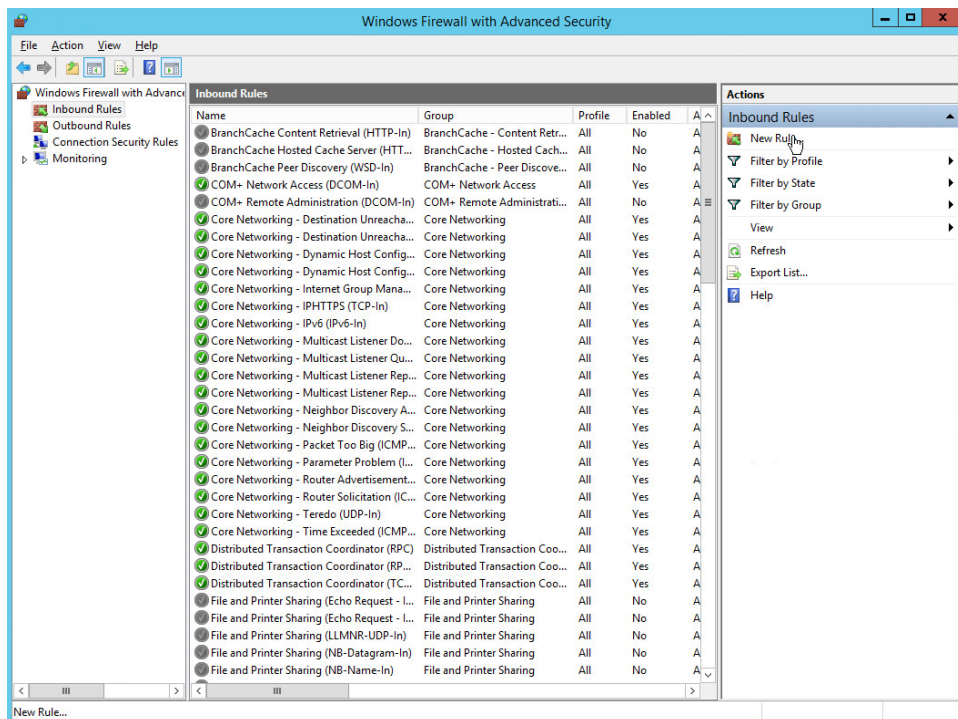 Windows Firewall with Advanced Security
File Action View Help
Windows Firewall with Advance
Inbound Rules
Outbound Rules
Connection Security Rules
Monitoring
Inbound Rules
Name Group Profile Enabled A
BranchCache Content Retrieval (HTTP-In) BranchCache - Content Retr... All No A
BranchCache Hosted Cache Server (HTT... BranchCache - Hosted Cach... All No A
BranchCache Peer Discovery (WSD-In) BranchCache - Peer Discove... All No A
COM+ Network Access (DCOM-In) COM+ Network Access All Yes A
COM+ Remote Administration (DCOM-In) COM+ Remote Administrati... All No A
Core Networking - Destination Unreacha... Core Networking All Yes A
Core Networking - Destination Unreacha... Core Networking All Yes A
Core Networking - Dynamic Host Config... Core Networking All Yes A
Core Networking - Dynamic Host Config... Core Networking All Yes A
Core Networking - Internet Group Mana... Core Networking All Yes A
Core Networking - IPHTTPS (TCP-In) Core Networking All Yes A
Core Networking - IPv6 (IPv6-In) Core Networking All Yes A
Core Networking - Multicast Listener Do... Core Networking All Yes A
Core Networking - Multicast Listener Qu... Core Networking All Yes A
Core Networking - Multicast Listener Rep... Core Networking All Yes A
Core Networking - Multicast Listener Rep... Core Networking All Yes A
Core Networking - Neighbor Discovery A... Core Networking All Yes A
Core Networking - Neighbor Discovery S... Core Networking All Yes A
Core Networking - Packet Too Big (ICMP... Core Networking All Yes A
Core Networking - Parameter Problem (I... Core Networking All Yes A
Core Networking - Router Advertisement... Core Networking All Yes A
Core Networking - Router Solicitation (IC... Core Networking All Yes A
Core Networking - Teredo (UDP-In) Core Networking All Yes A
Core Networking - Time Exceeded (ICMP... Core Networking All Yes A
Distributed Transaction Coordinator (RPC) Distributed Transaction Coo... All Yes A
Distributed Transaction Coordinator (RP... Distributed Transaction Coo... All Yes A
Distributed Transaction Coordinator (TC... Distributed Transaction Coo... All Yes A
File and Printer Sharing (Echo Request - I... File and Printer Sharing All No A
File and Printer Sharing (Echo Request - I... File and Printer Sharing All No A
File and Printer Sharing (LLMNR-UDP-In) File and Printer Sharing All No A
File and Printer Sharing (NB-Datagram-In) File and Printer Sharing All No A
File and Printer Sharing (NB-Name-In) File and Printer Sharing All No A
Actions
Inbound Rules
New Rule...
Filter by Profile
Filter by State
Filter by Group
View
Refresh
Export List...
Help
New Rule...